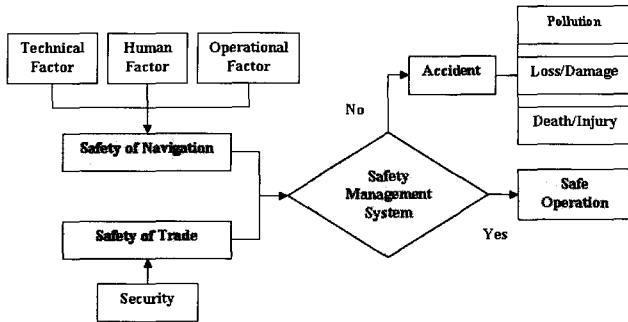 Technical
Factor
Human
Factor
Operational
Factor
Safety of Navigation
Safety of Trade
Security
Safety
Management
System
No
Yes
Accident
Pollution
Loss/Damage
Death/Injury
Safe
Operation